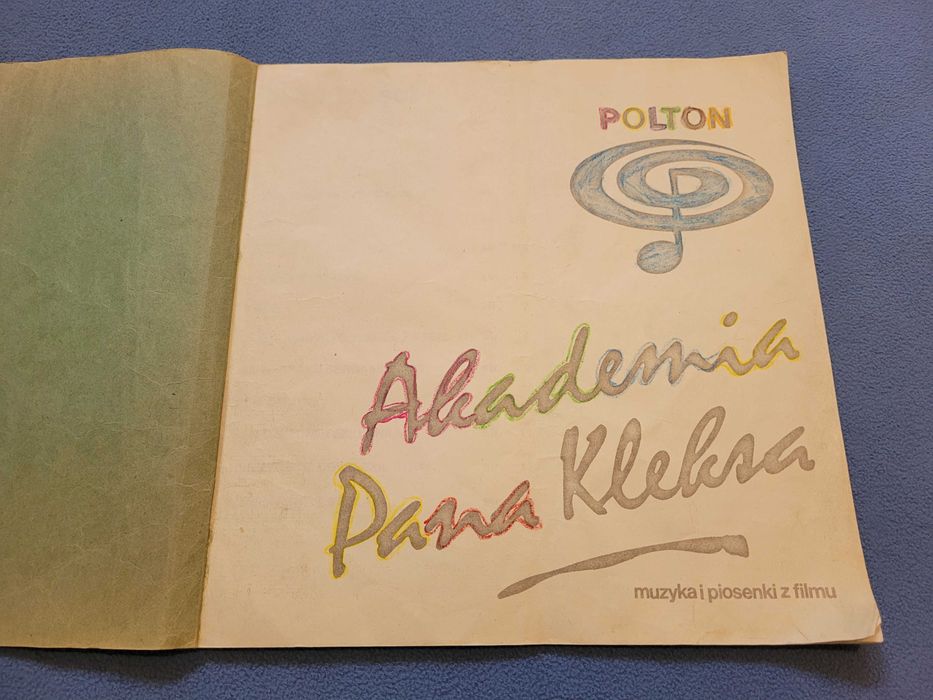 POLTON
Akademia
Pana Kleksa
muzyka i piosenki z filmu